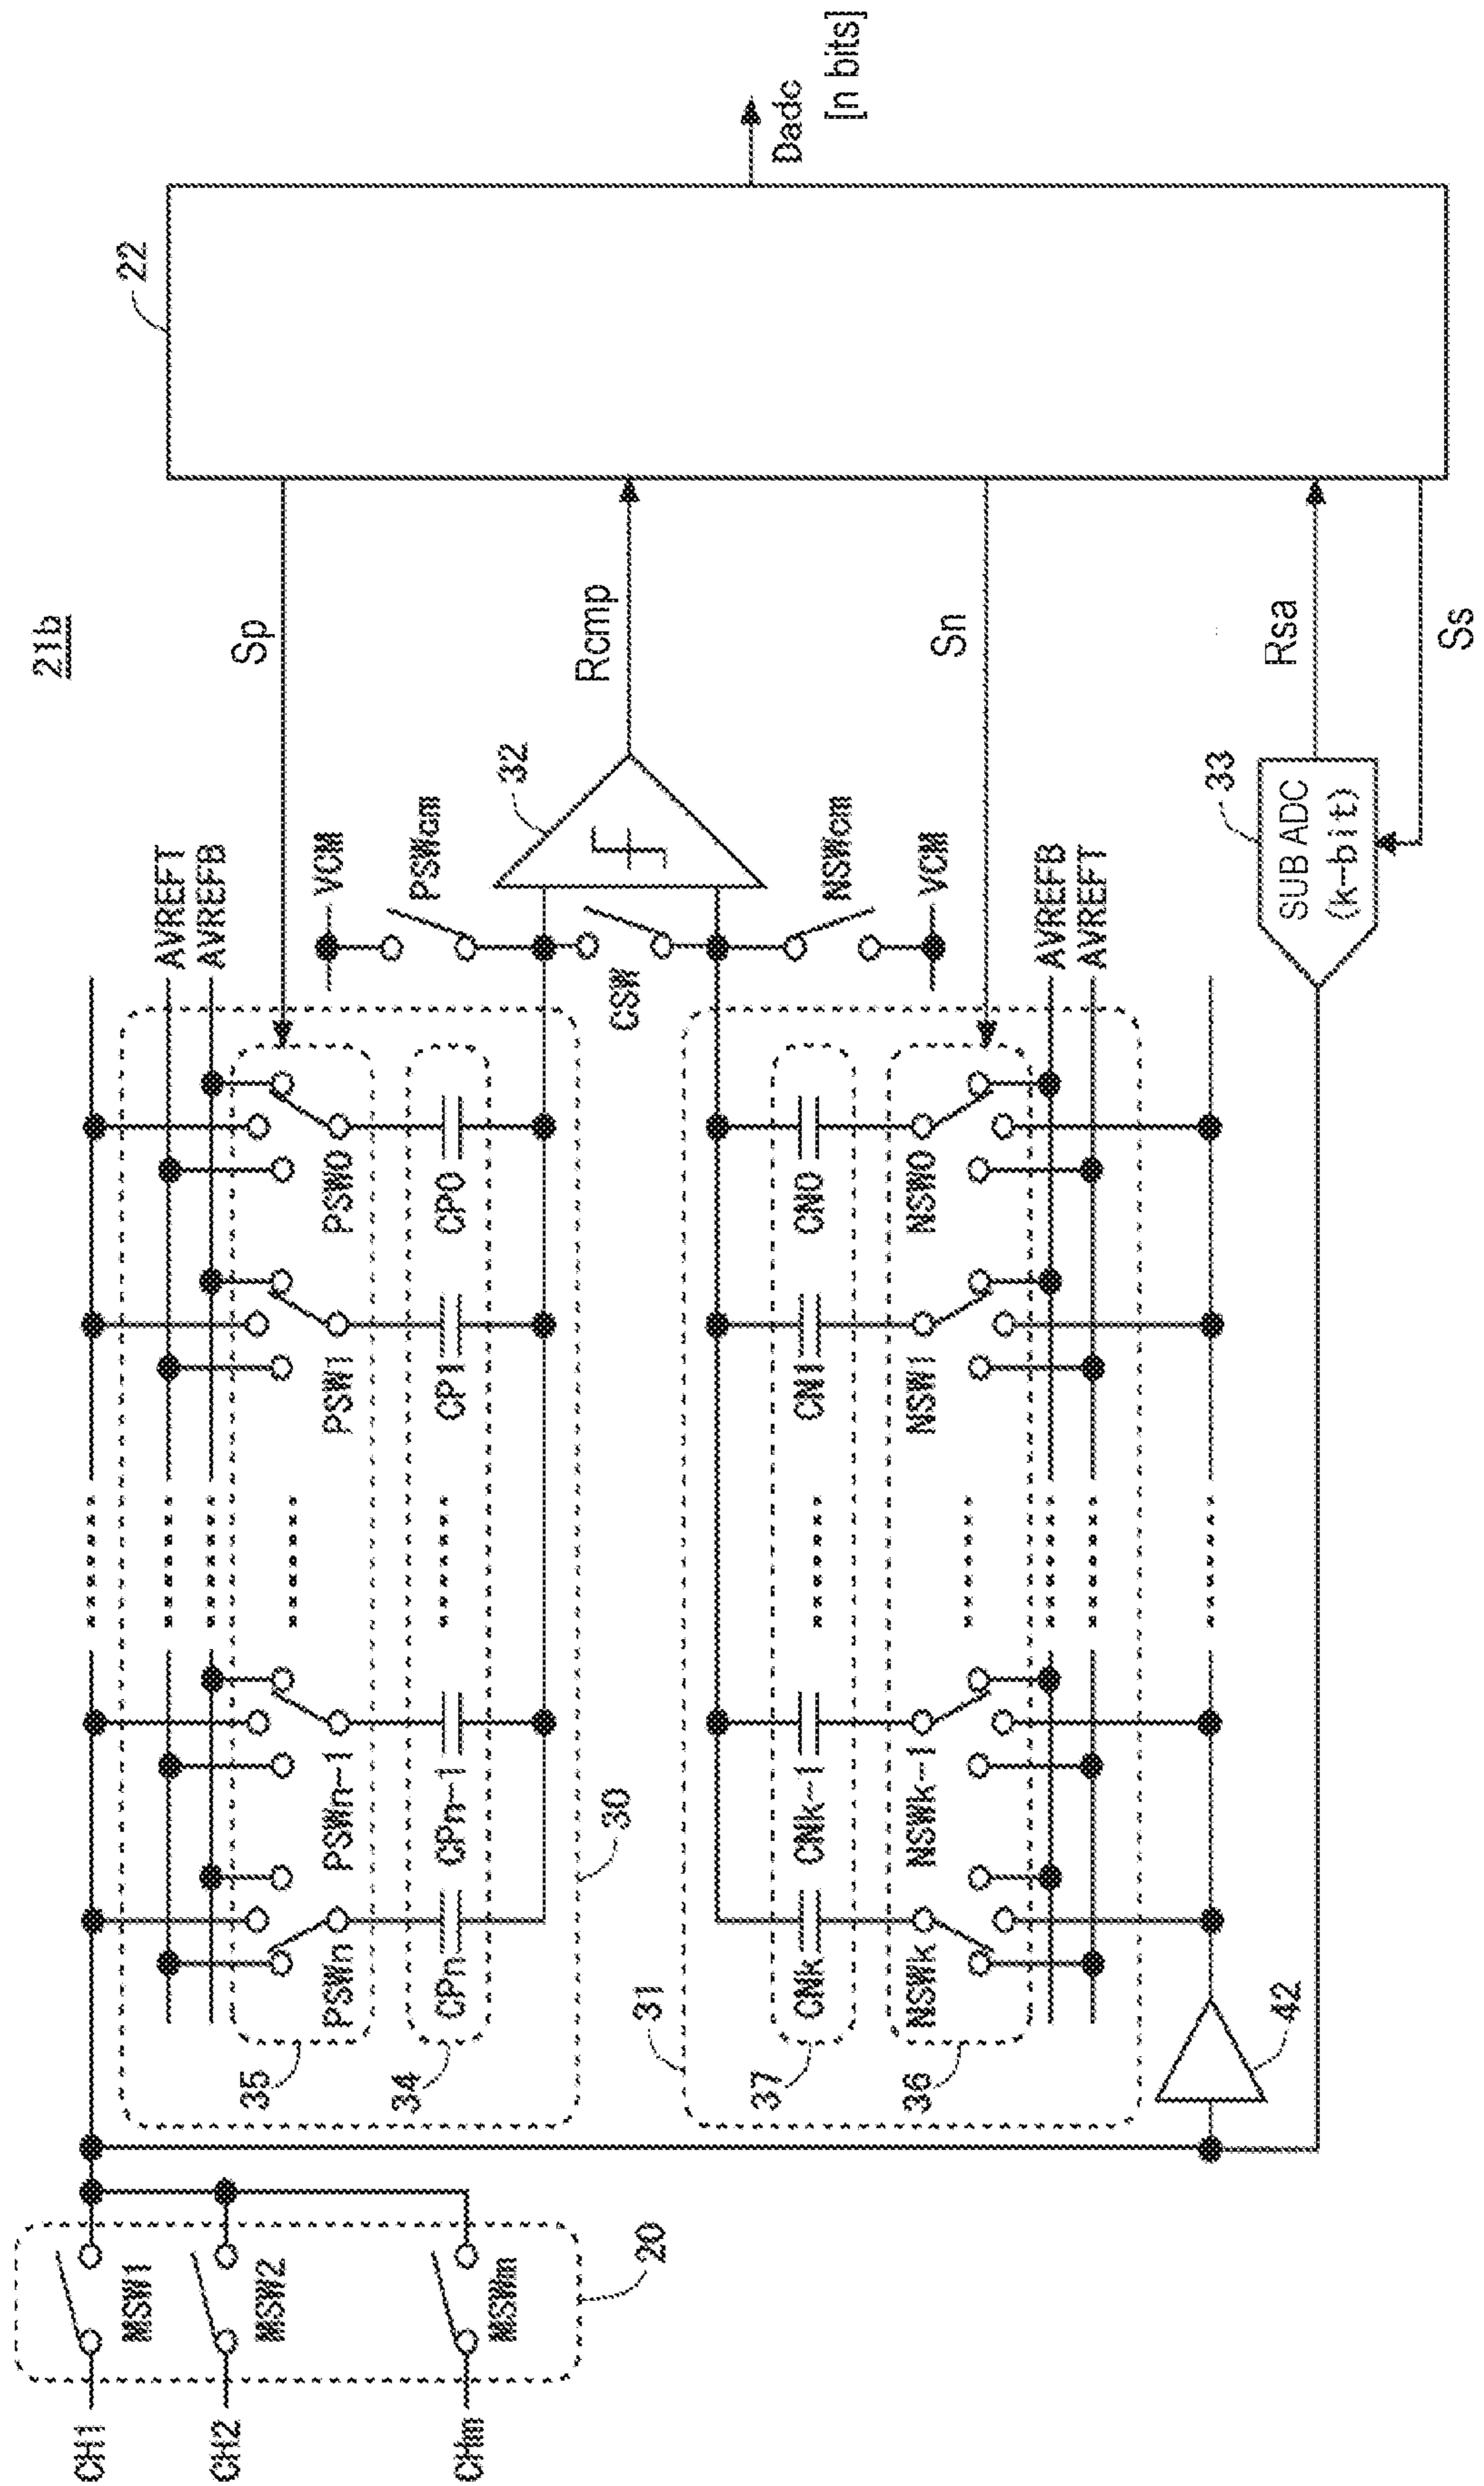 21b
CH1
CH2
CHm
MSW1
MSW2
MSWm
20
AVREFT
AVREFB
35
PSWn
PSWn-1
PSW1
PSW0
34
CPn
CPn-1
CP1
CP0
30
Sp
22
VCM
PSWcm
32
CSW
Rcmp
NSWcm
VCM
Dadc
[n bits]
31
37
CNk
CNk-1
CN1
CN0
36
NSWk
NSWk-1
NSW1
NSW0
Sn
AVREFB
AVREFT
42
33
SUB ADC
(k-bit)
Rsa
Ss